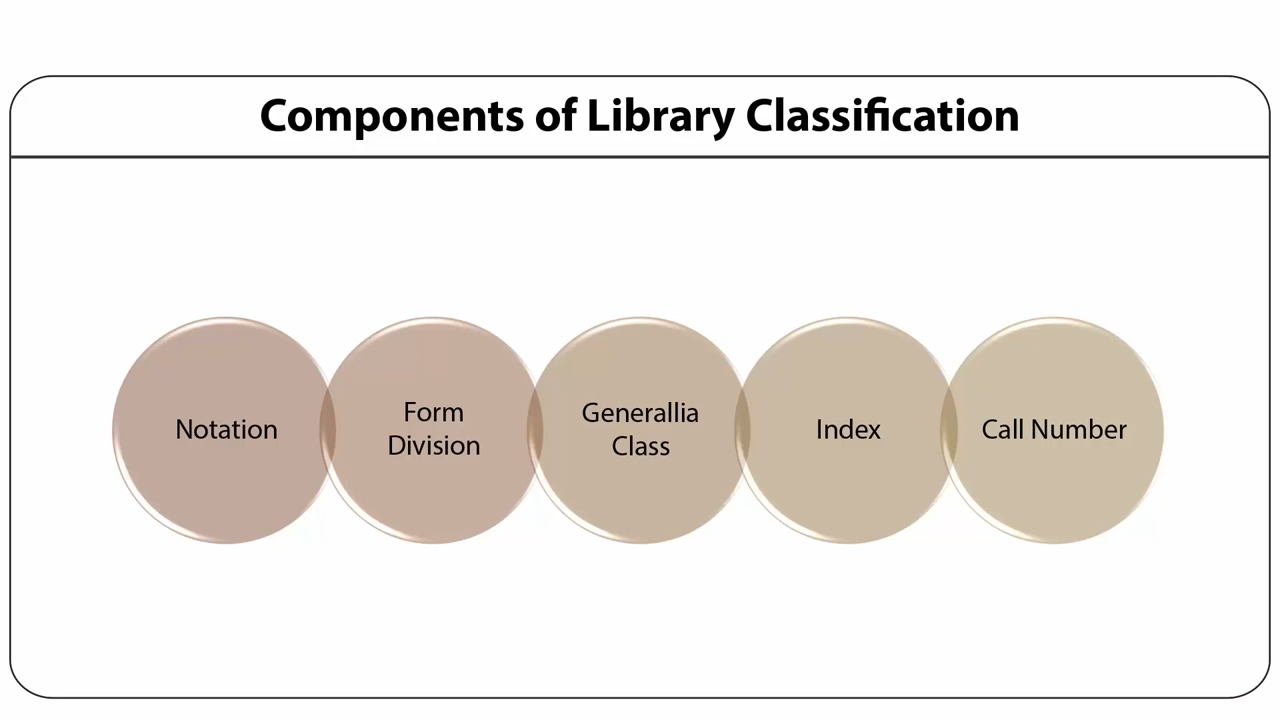 Components of Library Classification
Notation
Form
Division
Generallia
Class
Index
Call Number